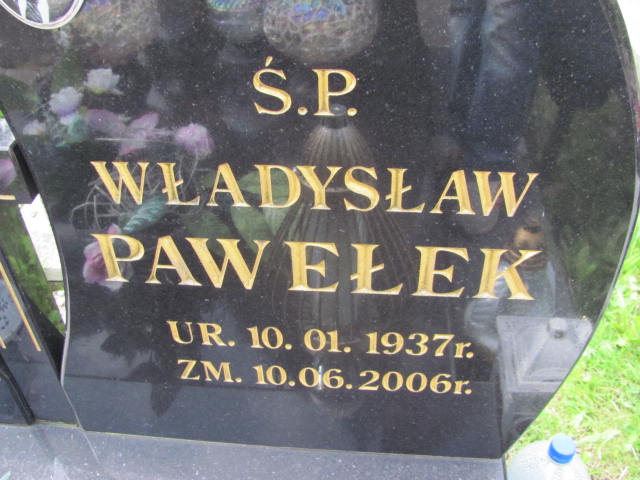 Ś.P.
WŁADYSŁAW
PAWEŁEK
UR. 10. 01. 1937r.
ZM. 10.06.2006r.